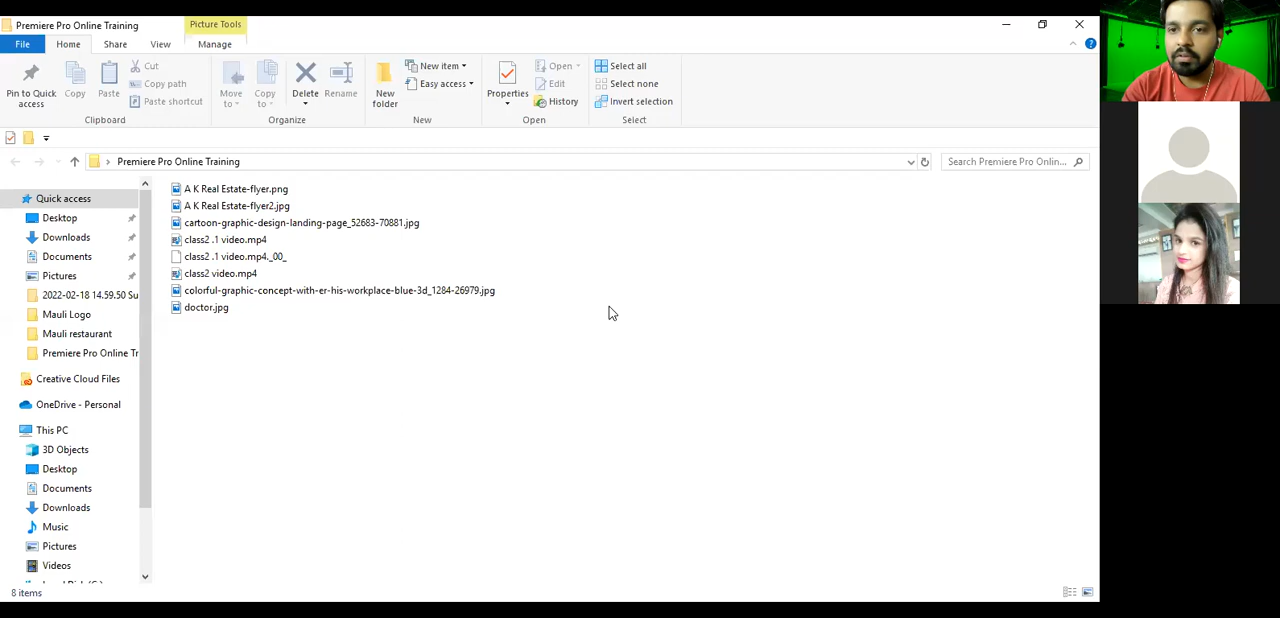 Premiere Pro Online Training
Picture Tools
File
Home
Share
View
Manage
Pin to Quick access
Copy
Paste
Cut
Copy path
Paste shortcut
Clipboard
Move to
Copy to
Delete
Rename
Organize
New folder
New item
Easy access
New
Properties
Open
Edit
History
Open
Select all
Select none
Invert selection
Select
Premiere Pro Online Training
Search Premiere Pro Onlin...
Quick access
Desktop
Downloads
Documents
Pictures
2022-02-18 14.59.50 Su
Mauli Logo
Mauli restaurant
Premiere Pro Online Tr
Creative Cloud Files
OneDrive - Personal
This PC
3D Objects
Desktop
Documents
Downloads
Music
Pictures
Videos
A K Real Estate-flyer.png
A K Real Estate-flyer2.jpg
cartoon-graphic-design-landing-page_52683-70881.jpg
class2 .1 video.mp4
class2 .1 video.mp4._00_
class2 video.mp4
colorful-graphic-concept-with-er-his-workplace-blue-3d_1284-26979.jpg
doctor.jpg
8 items